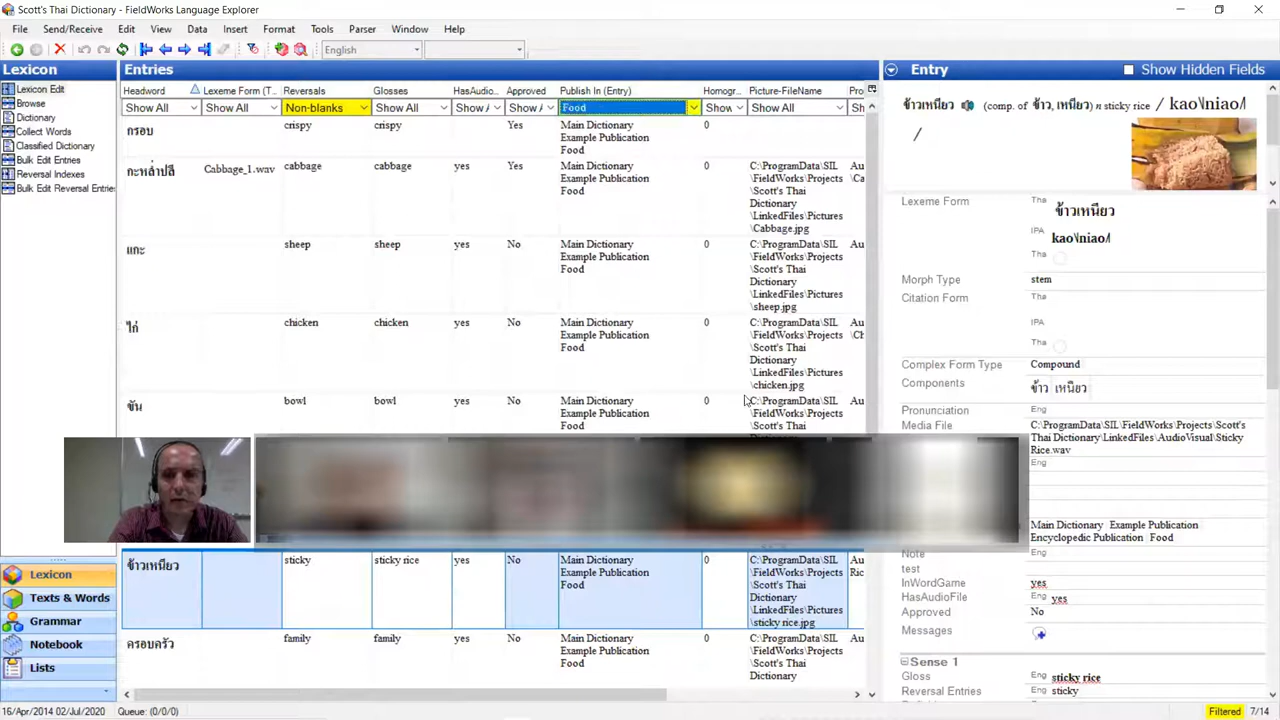 Scott's Thai Dictionary - FieldWorks Language Explorer
File Send/Receive Edit View Data Insert Format Tools Parser Window Help
English
Lexicon
Lexicon Edit
Browse
Dictionary
Collect Words
Classified Dictionary
Bulk Edit Entries
Reversal Indexes
Bulk Edit Reversal Entrie
Lexicon
Texts & Words
Grammar
Notebook
Lists
Entries
Headword Lexeme Form (T... Reversals Glosses HasAudio... Approved Publish In (Entry) Homogr... Picture-FileName Pro
Show All Show All Non-blanks Show All Show A Show A Food Show Show All Sh
กรอบ crispy crispy Yes Main Dictionary 0
Example Publication
Food
กะหล่ำปลี Cabbage_1.wav cabbage cabbage Yes Yes Main Dictionary 0 C:\ProgramData\SIL Au
Example Publication \FieldWorks\Projects \Ca
Food \Scott's Thai
Dictionary
\LinkedFiles\Pictures
\Cabbage.jpg
แกะ sheep sheep yes No Main Dictionary 0 C:\ProgramData\SIL
Example Publication \FieldWorks\Projects
Food \Scott's Thai
Dictionary
\LinkedFiles\Pictures
\sheep.jpg
ไก่ chicken chicken yes No Main Dictionary 0 C:\ProgramData\SIL Au
Example Publication \FieldWorks\Projects \Ch
Food \Scott's Thai
Dictionary
\LinkedFiles\Pictures
\chicken.jpg
ขัน bowl bowl yes No Main Dictionary 0 C:\ProgramData\SIL Au
Example Publication \FieldWorks\Projects
Food \Scott's Thai
ข้าวเหนียว sticky sticky rice yes No Main Dictionary 0 C:\ProgramData\SIL Au
Example Publication \FieldWorks\Projects Ric
Food \Scott's Thai
Dictionary
\LinkedFiles\Pictures
\sticky rice.jpg
ครอบครัว family family yes No Main Dictionary 0 C:\ProgramData\SIL Au
Example Publication \FieldWorks\Projects
Food \Scott's Thai
Dictionary
Entry Show Hidden Fields
ข้าวเหนียว (comp. of ข้าว, เหนียว) n sticky rice / kao\|niao/|
/
Lexeme Form Tha ข้าวเหนียว
IPA kao\|niao/|
Tha
Morph Type stem
Citation Form Tha
IPA
Tha
Complex Form Type Compound
Components ข้าว เหนียว
Pronunciation Eng
Media File C:\ProgramData\SIL\FieldWorks\Projects\Scott's
Thai Dictionary\LinkedFiles\AudioVisual\Sticky
Rice.wav
Eng
Main Dictionary Example Publication
Encyclopedic Publication Food
Note Eng
test
InWordGame yes
HasAudioFile Eng yes
Approved No
Messages
Sense 1
Gloss Eng sticky rice
Reversal Entries Eng sticky
16/Apr/2014 02/Jul/2020 Queue: (0/0/0) Filtered 7/14